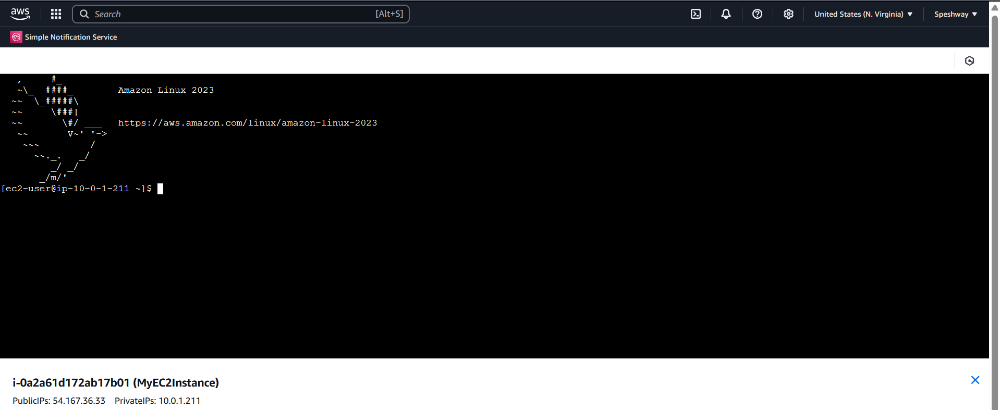 aws Search [Alt+S] United States (N. Virginia) Speshway
Simple Notification Service
   ,     #_
   ~\_  ####_        Amazon Linux 2023
  ~~  \_#####\
  ~~     \###|
  ~~       \#/ ___   https://aws.amazon.com/linux/amazon-linux-2023
   ~~       V~' '->
    ~~~         /
      ~~._.   _/
         _/ _/
       _/m/'
[ec2-user@ip-10-0-1-211 ~]$
i-0a2a61d172ab17b01 (MyEC2Instance)
PublicIPs: 54.167.36.33 PrivateIPs: 10.0.1.211